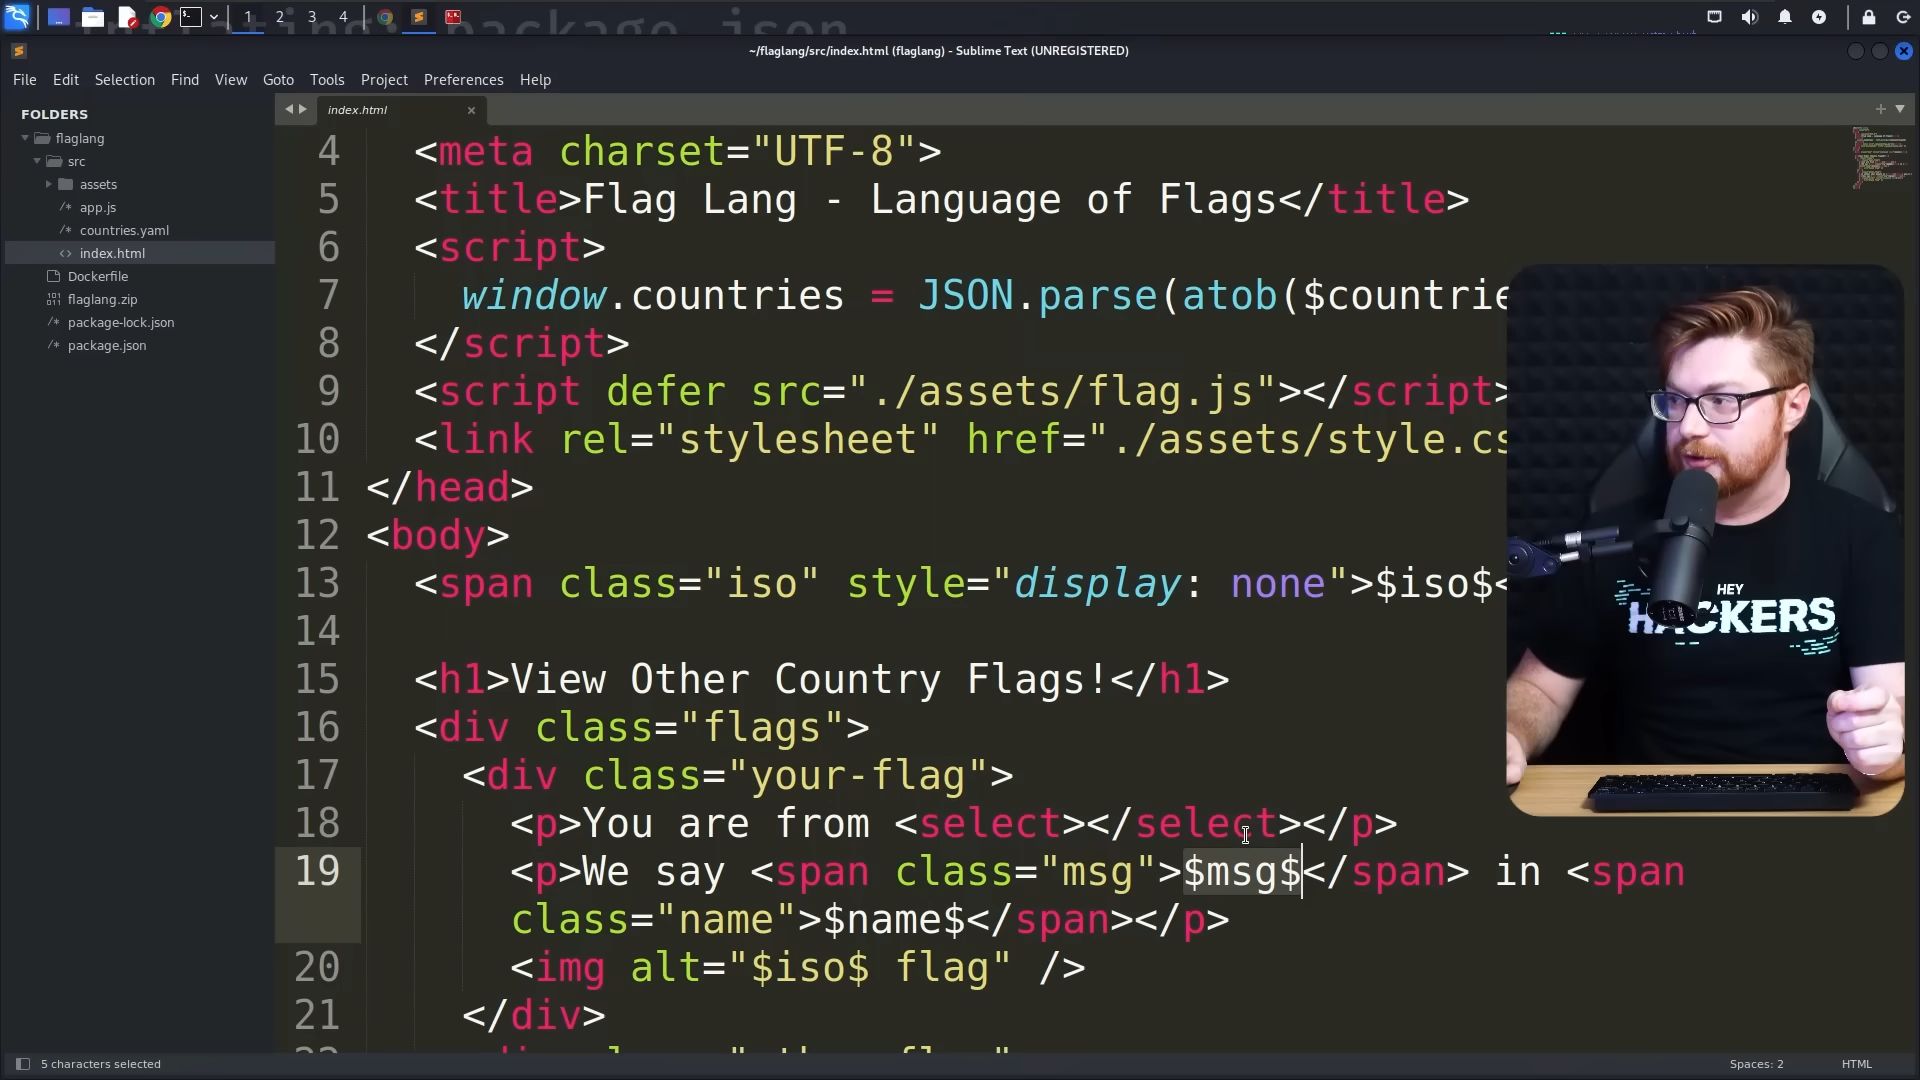 1 2 3 4
~/flaglang/src/index.html (flaglang) - Sublime Text (UNREGISTERED)
File Edit Selection Find View Goto Tools Project Preferences Help
FOLDERS
flaglang
src
assets
app.js
countries.yaml
index.html
Dockerfile
flaglang.zip
package-lock.json
package.json
index.html
4 <meta charset="UTF-8">
5 <title>Flag Lang - Language of Flags</title>
6 <script>
7 window.countries = JSON.parse(atob($countrie
8 </script>
9 <script defer src="./assets/flag.js"></script>
10 <link rel="stylesheet" href="./assets/style.cs
11 </head>
12 <body>
13 <span class="iso" style="display: none">$iso$<
14
15 <h1>View Other Country Flags!</h1>
16 <div class="flags">
17 <div class="your-flag">
18 <p>You are from <select></select></p>
19 <p>We say <span class="msg">$msg$</span> in <span
class="name">$name$</span></p>
20 <img alt="$iso$ flag" />
21 </div>
HEY
HACKERS
5 characters selected
Spaces: 2
HTML